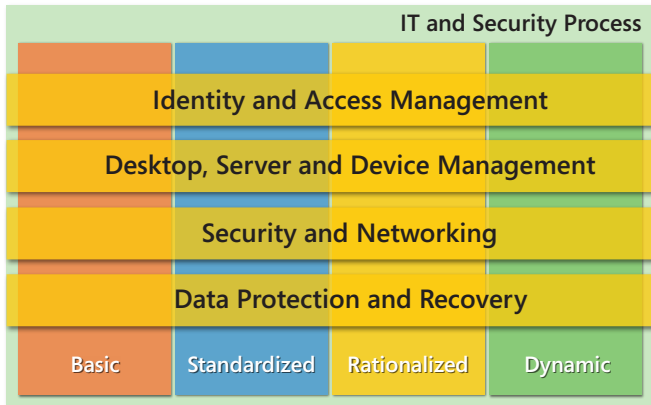 IT and Security Process
Identity and Access Management
Desktop, Server and Device Management
Security and Networking
Data Protection and Recovery
Basic
Standardized
Rationalized
Dynamic